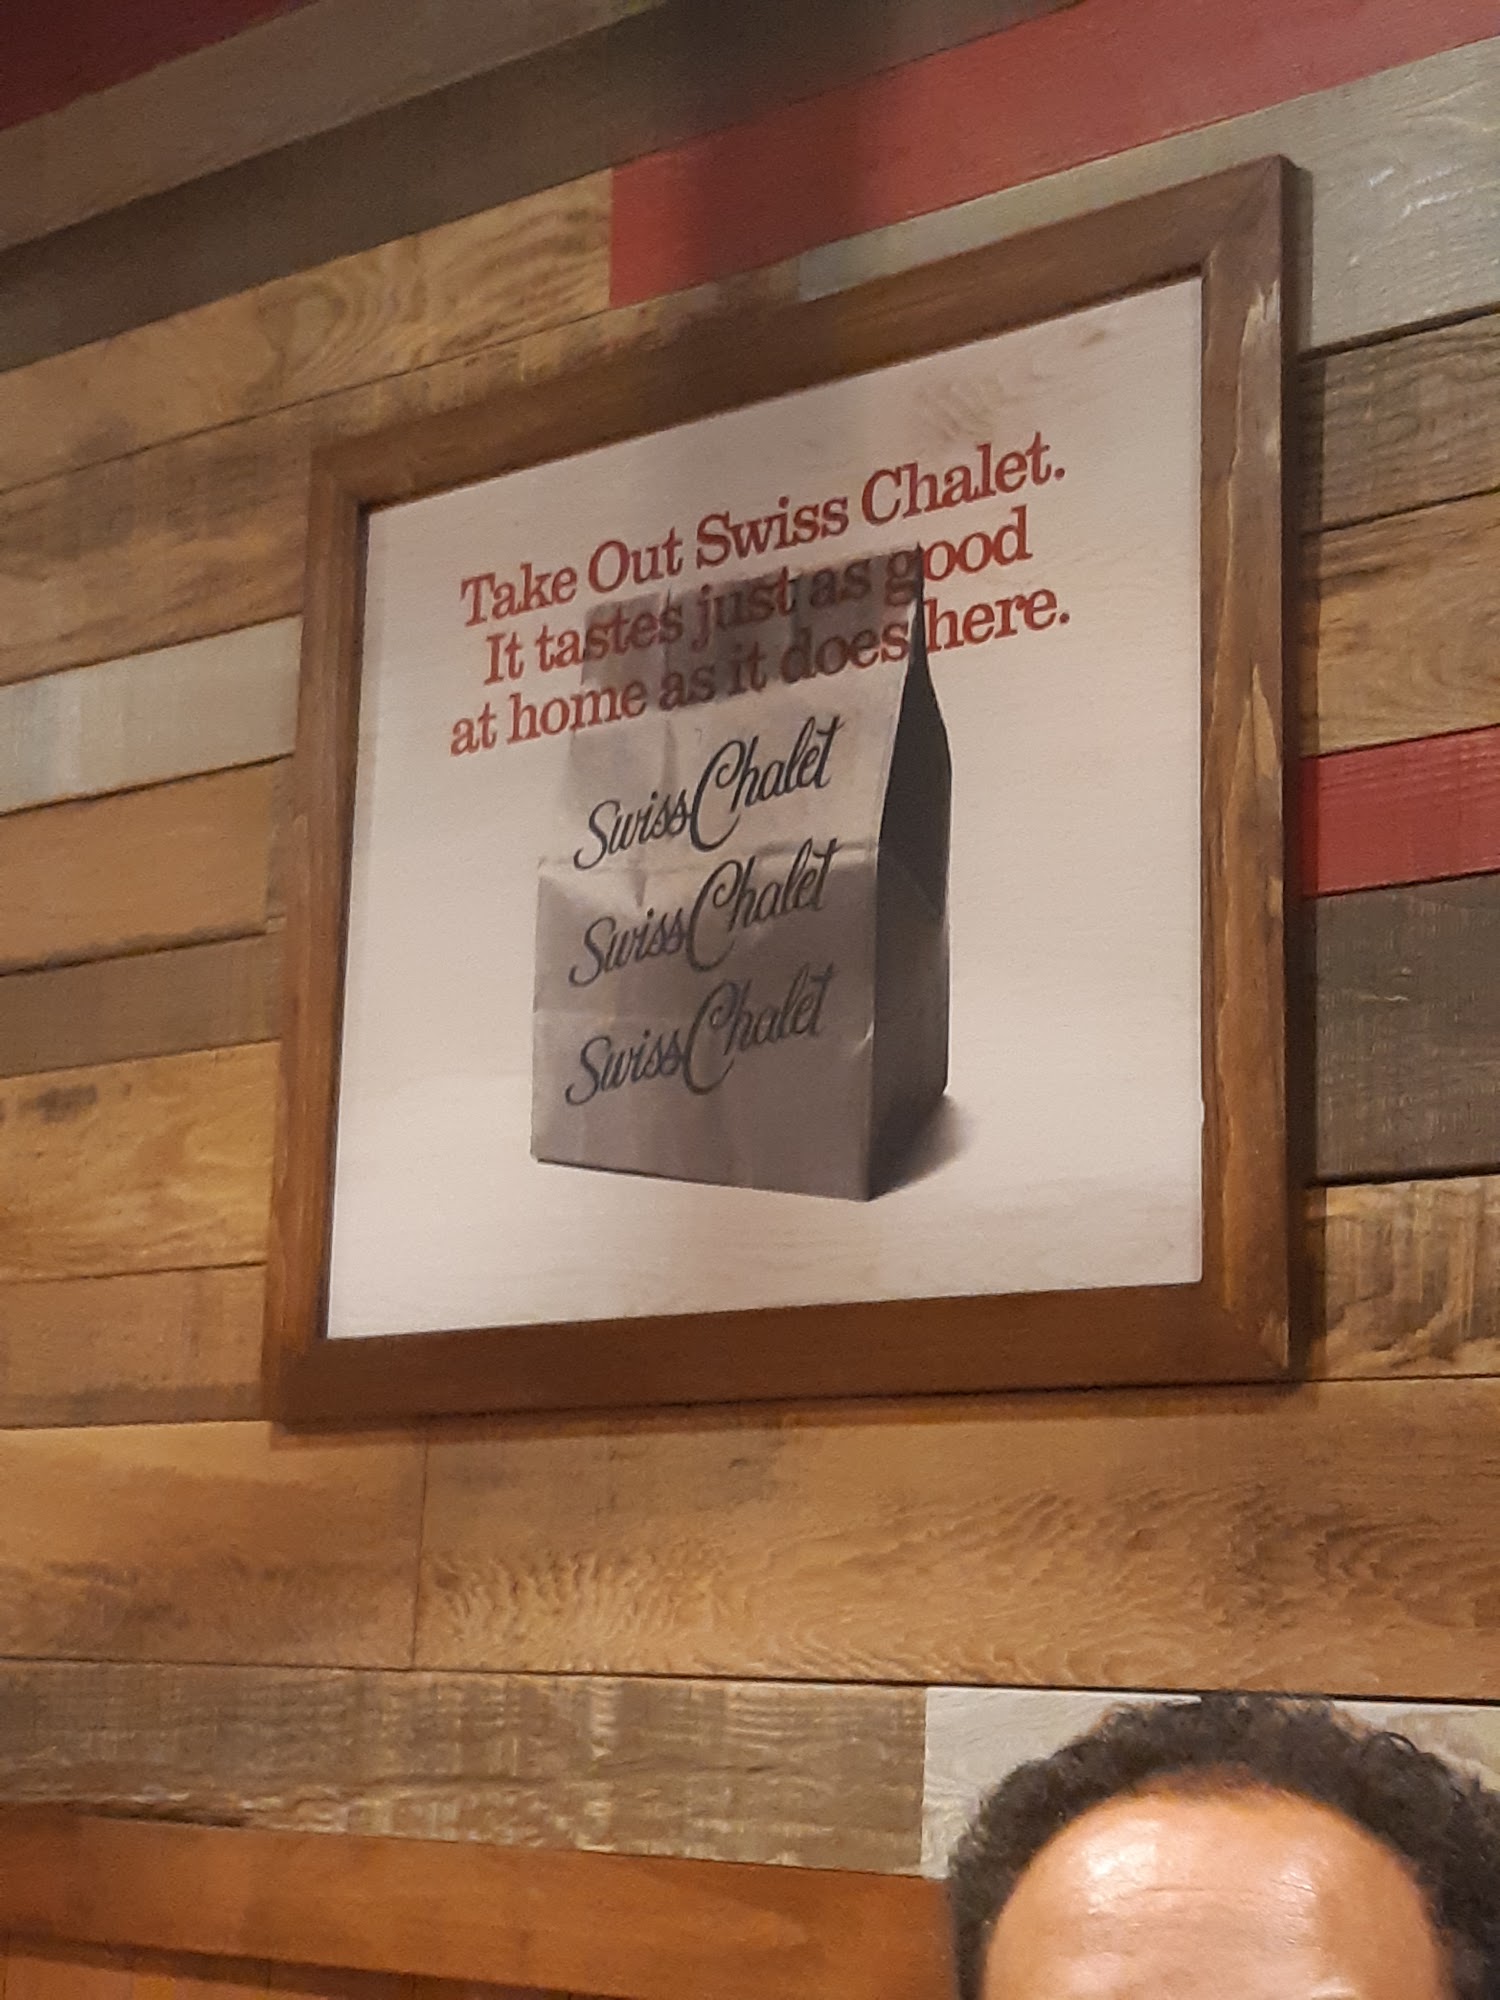 Take Out Swiss Chalet.
It tastes just as good
at home as it does here.
Swiss Chalet
Swiss Chalet
Swiss Chalet